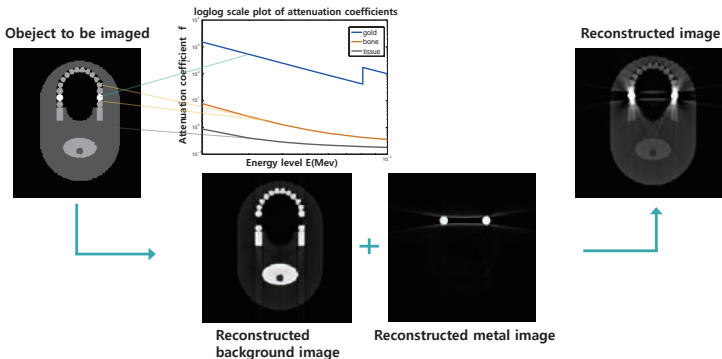 loglog scale plot of attenuation coefficients
Obeject to be imaged
Reconstructed image
Attenuation coefficient f
gold
bone
tissue
Energy level E(Mev)
+
Reconstructed
background image
Reconstructed metal image